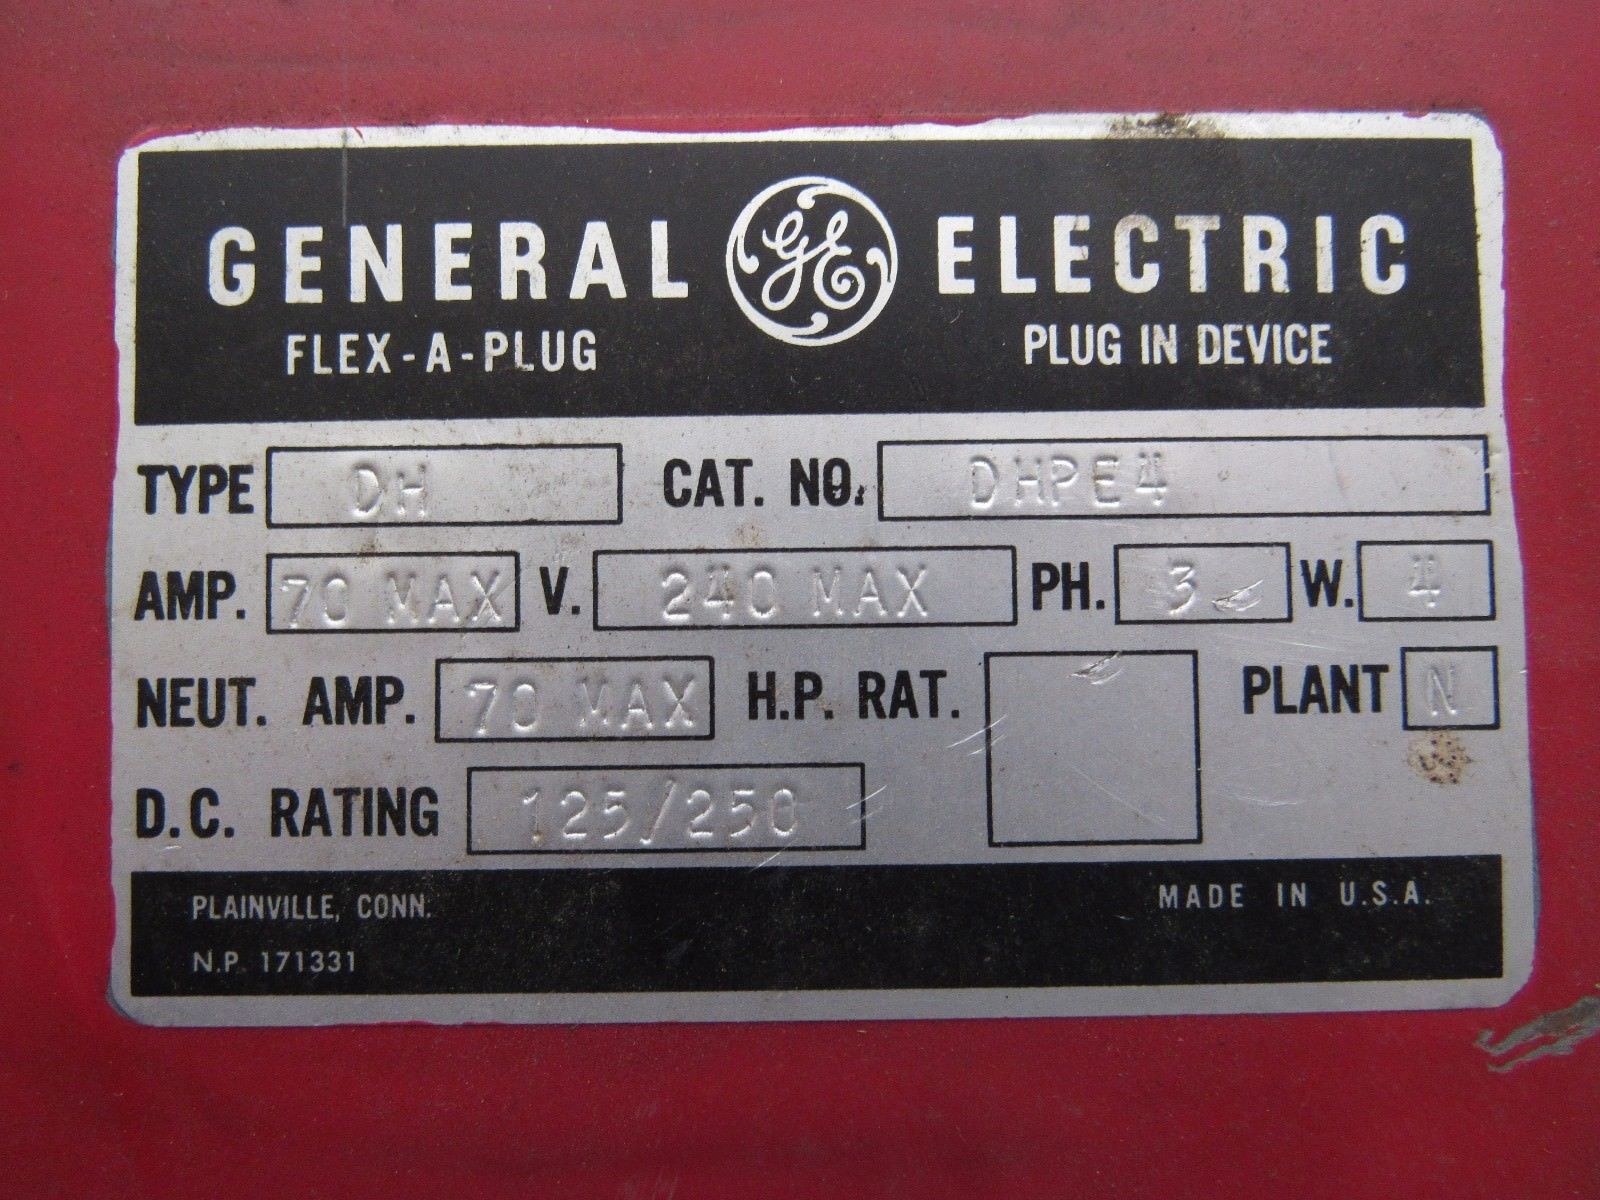 GENERAL GE ELECTRIC
FLEX-A-PLUG PLUG IN DEVICE
TYPE DH CAT. NO. DHPE4
AMP. 70 MAX V. 240 MAX PH. 3 W. 4
NEUT. AMP. 70 MAX H.P. RAT. PLANT N
D.C. RATING 125/250
PLAINVILLE, CONN. MADE IN U.S.A.
N.P. 171331